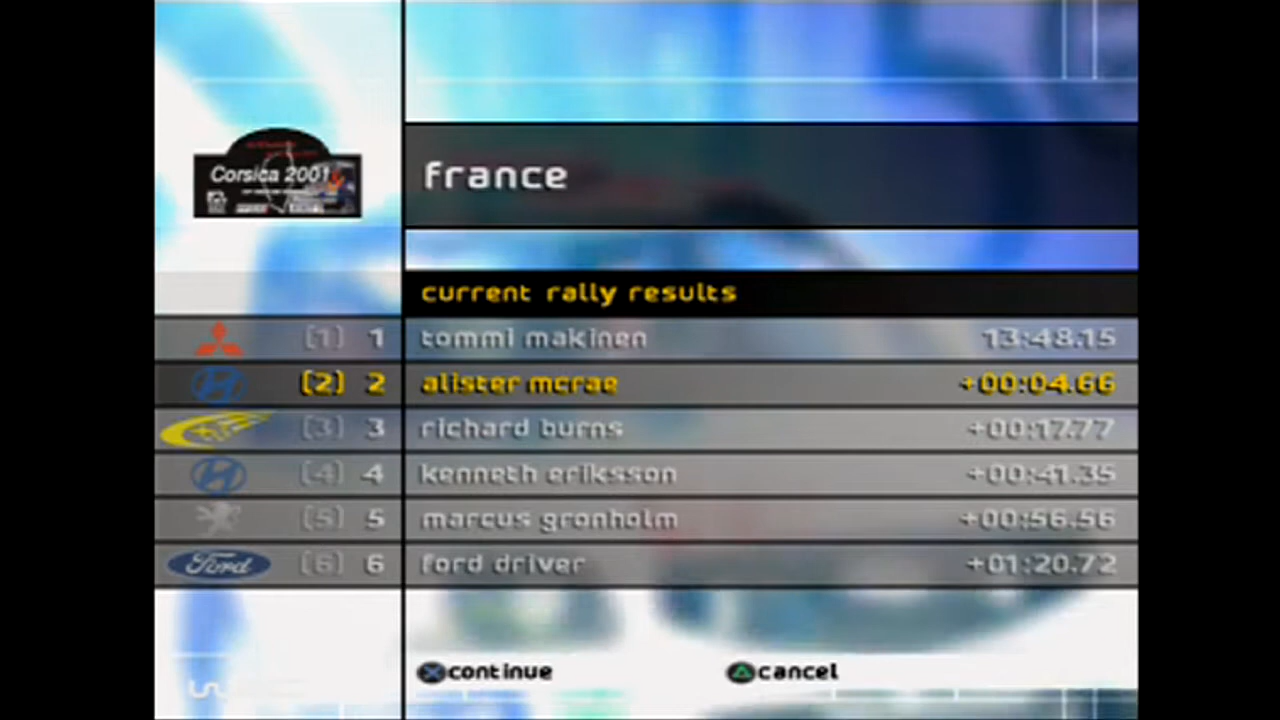 Corsica 2001
france
current rally results
[1] 1 tommi makinen 13:48.15
[2] 2 alister mcrae +00:04.66
[3] 3 richard burns +00:17.77
[4] 4 kenneth eriksson +00:41.35
[5] 5 marcus gronholm +00:56.56
Ford [6] 6 ford driver +01:20.72
continue cancel